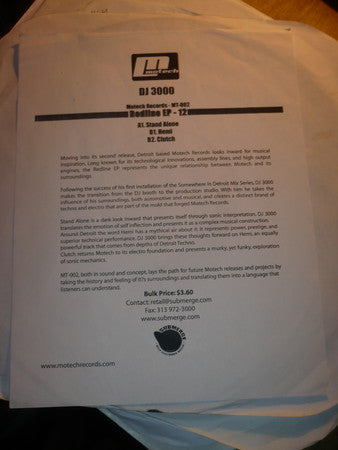 motech
DJ 3000
Motech Records - MT-002
Redline EP - 12
A1. Stand Alone
B1. Hemi
B2. Clutch
Moving into its second release, Detroit based Motech Records looks inward for musical
inspiration. Long known for its technological innovations, assembly lines, and high output
engines, the Redline EP represents the unique relationship between Motech and its
surroundings.
Following the success of his first installation of the Somewhere In Detroit Mix Series, DJ 3000
makes the transition from the DJ booth to the production studio. With him he takes the
influence of his surroundings, both automotive and musical, and creates a distinct brand of
techno and electro that are part of the mold that forged Motech Records.
Stand Alone is a dark look inward that presents itself through sonic interpretation. DJ 3000
translates the emotion of self inflection and presents it as a complex musical construction.
Around Detroit the word Hemi has a mythical air about it: it represents power, prestige, and
superior technical performance. DJ 3000 brings these thoughts forward on Hemi, an equally
powerful track that comes from depths of Detroit Techno.
Clutch returns Motech to its electro foundation and presents a murky, yet funky, exploration
of sonic mechanics.
MT-002, both in sound and concept, lays the path for future Motech releases and projects by
taking the history and feeling of it's surroundings and translating them into a language that
listeners can understand.
Bulk Price: $3.60
Contact: retail@submerge.com
Fax: 313 972-3000
www.submerge.com
SUBMERGE
www.motechrecords.com